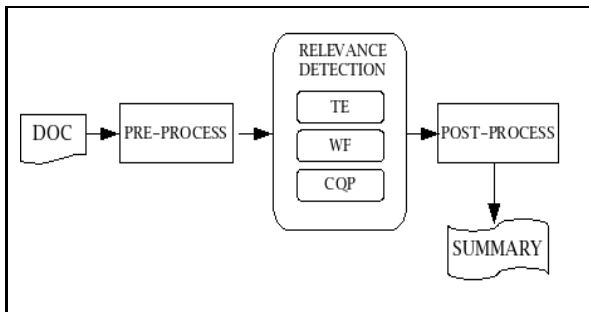 RELEVANCE
DETECTION
DOC
PRE-PROCESS
TE
WF
CQP
POST-PROCESS
SUMMARY